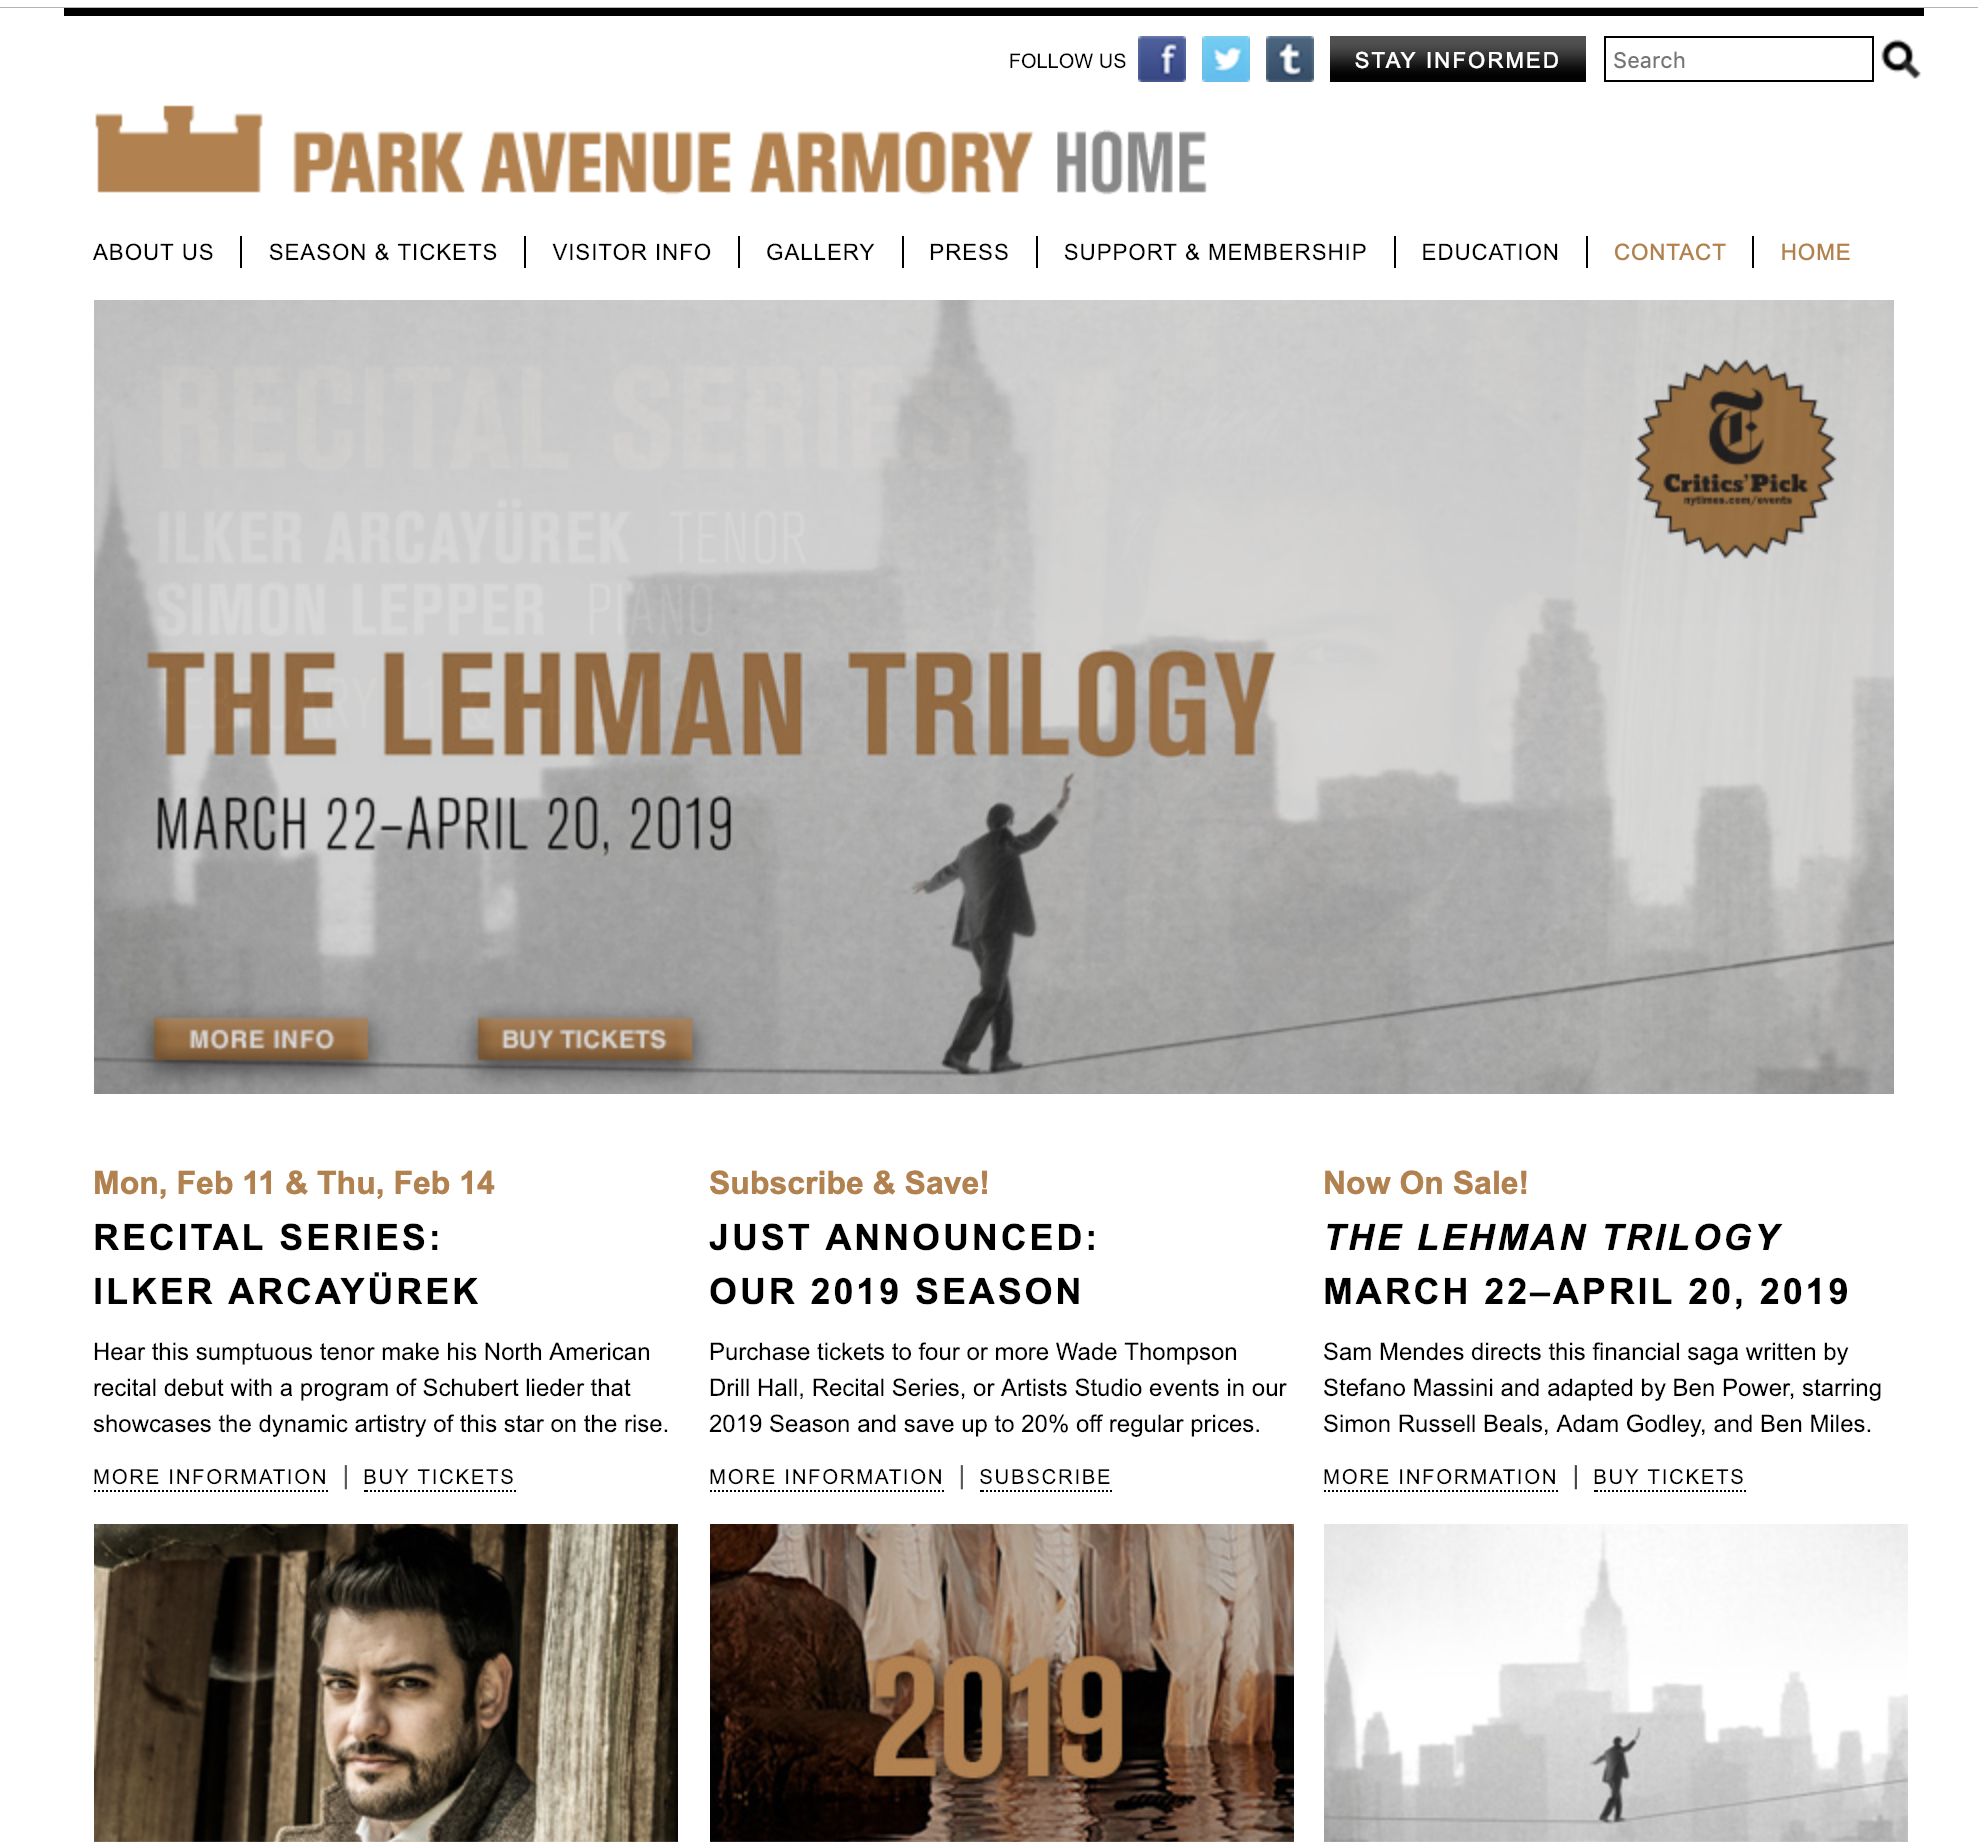 FOLLOW US f t STAY INFORMED Search
PARK AVENUE ARMORY HOME
ABOUT US | SEASON & TICKETS | VISITOR INFO | GALLERY | PRESS | SUPPORT & MEMBERSHIP | EDUCATION | CONTACT | HOME
RECITAL SERIES
T
Critics' Pick
nytimes.com/events
ILKER ARCAYÜREK TENOR
SIMON LEPPER PIANO
THE LEHMAN TRILOGY
MARCH 22–APRIL 20, 2019
MORE INFO
BUY TICKETS
Mon, Feb 11 & Thu, Feb 14
RECITAL SERIES:
ILKER ARCAYÜREK
Hear this sumptuous tenor make his North American
recital debut with a program of Schubert lieder that
showcases the dynamic artistry of this star on the rise.
MORE INFORMATION | BUY TICKETS
Subscribe & Save!
JUST ANNOUNCED:
OUR 2019 SEASON
Purchase tickets to four or more Wade Thompson
Drill Hall, Recital Series, or Artists Studio events in our
2019 Season and save up to 20% off regular prices.
MORE INFORMATION | SUBSCRIBE
2019
Now On Sale!
THE LEHMAN TRILOGY
MARCH 22–APRIL 20, 2019
Sam Mendes directs this financial saga written by
Stefano Massini and adapted by Ben Power, starring
Simon Russell Beals, Adam Godley, and Ben Miles.
MORE INFORMATION | BUY TICKETS